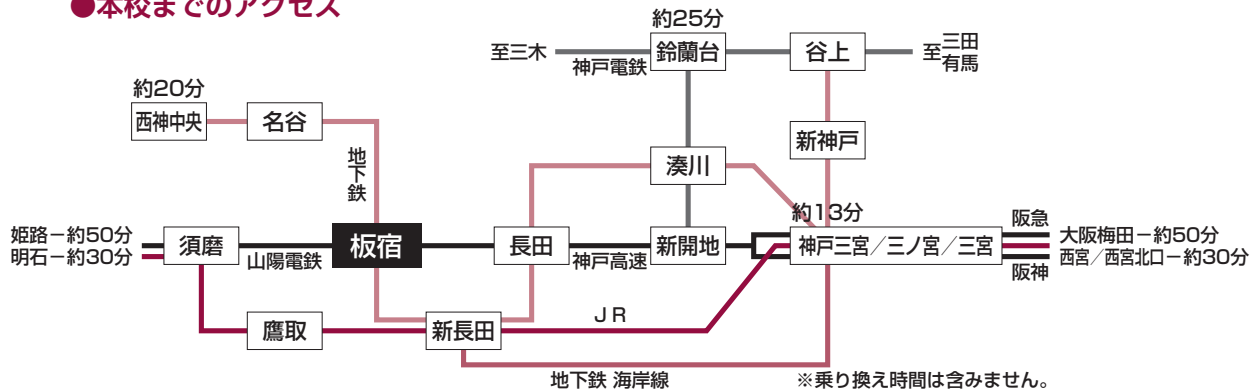 ●本校までのアクセス
約25分
至三木
鈴蘭台
谷上
至三田
有馬
神戸電鉄
約20分
西神中央
名谷
新神戸
地下鉄
湊川
約13分
阪急
姫路－約50分
明石－約30分
須磨
板宿
長田
新開地
神戸三宮／三ノ宮／三宮
大阪梅田－約50分
西宮／西宮北口－約30分
山陽電鉄
神戸高速
阪神
鷹取
新長田
ＪＲ
地下鉄 海岸線
※乗り換え時間は含みません。